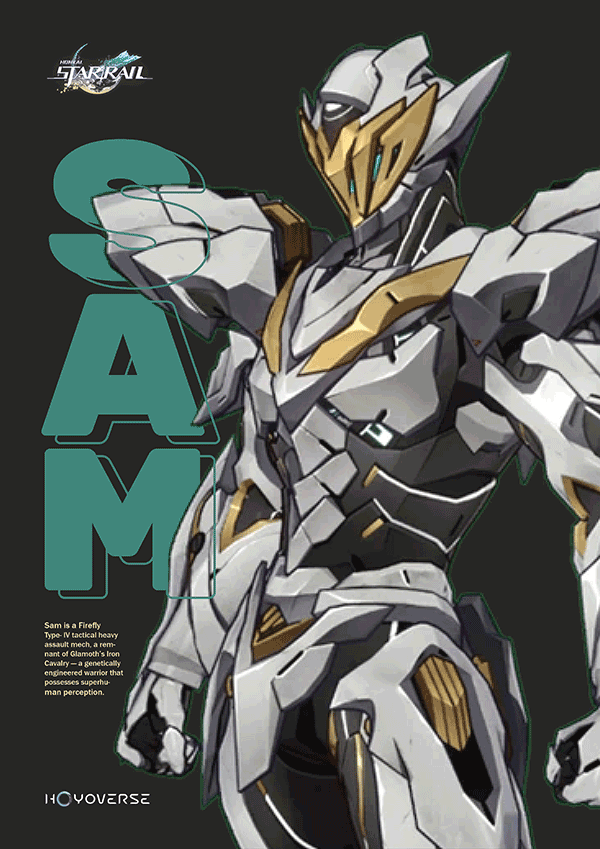 HONKAI
STAR RAIL
SAM
Sam is a Firefly
Type- IV tactical heavy
assault mech, a rem-
nant of Glamoth's Iron
Cavalry — a genetically
engineered warrior that
possesses superhu-
man perception.
HOYOVERSE